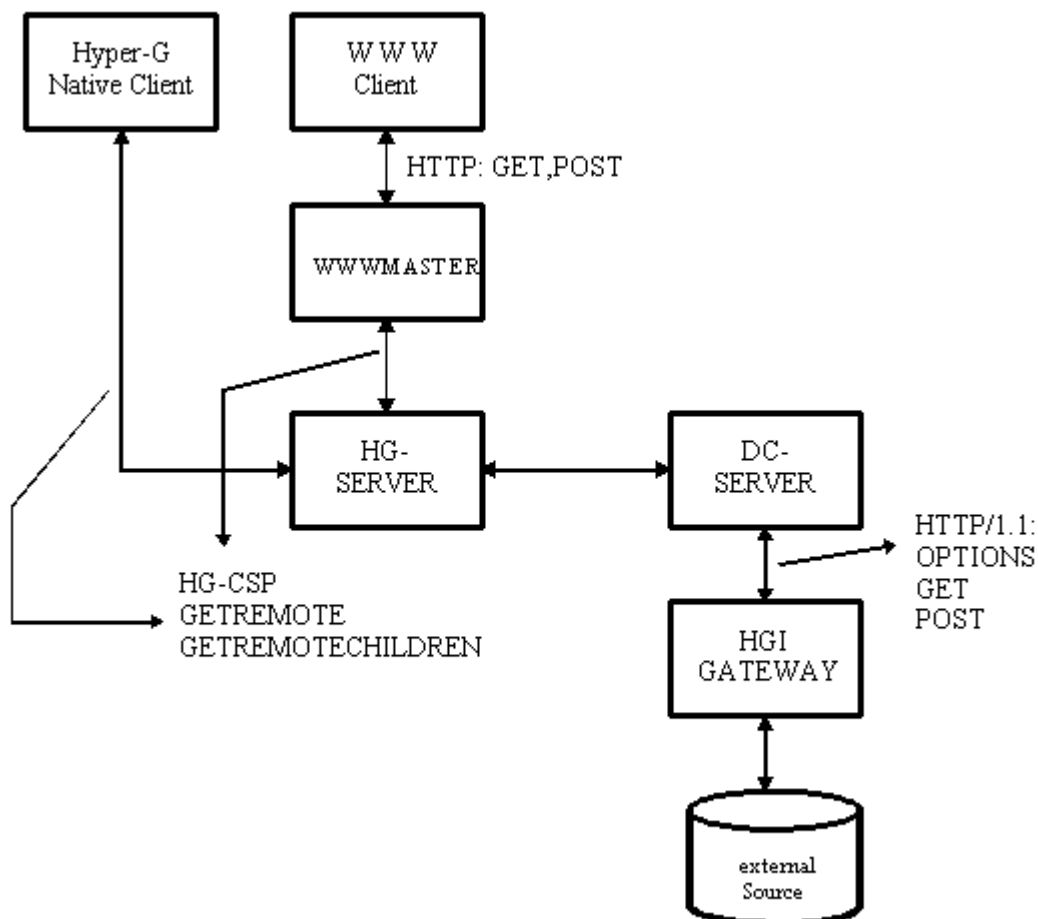 Hyper-G
Native Client
W W W
Client
HTTP: GET,POST
WWWMASTER
HG-
SERVER
DC-
SERVER
HTTP/1.1:
OPTIONS
GET
POST
HG-CSP
GETREMOTE
GETREMOTECHILDREN
HGI
GATEWAY
external
Source